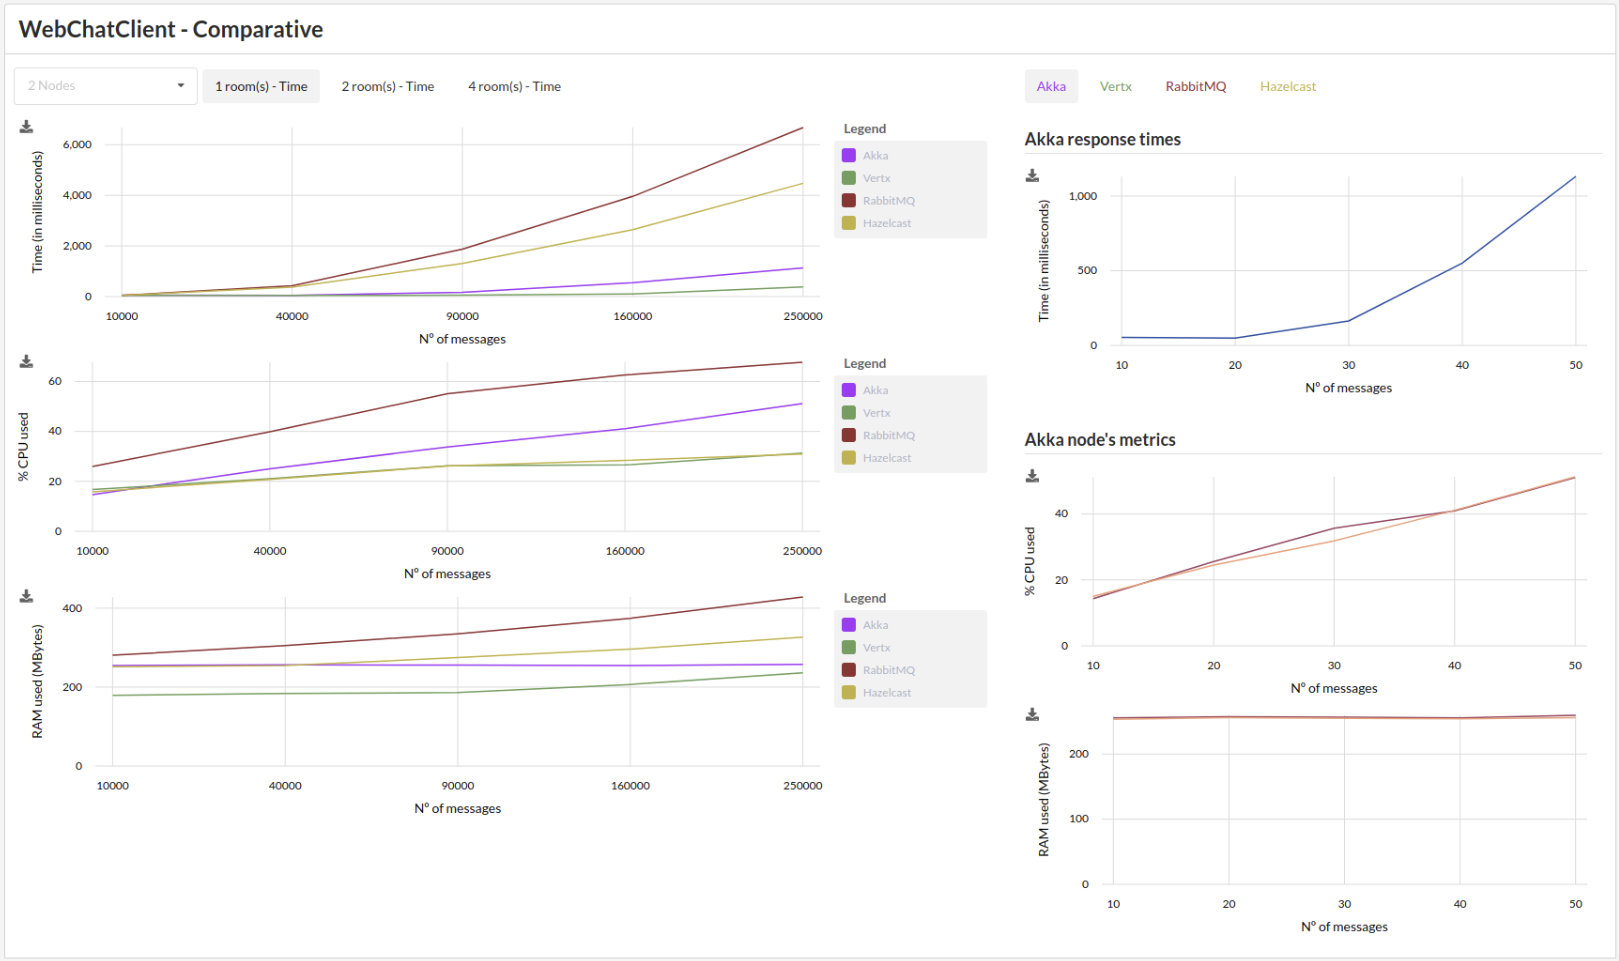 WebChatClient - Comparative
2 Nodes
1 room(s) - Time
2 room(s) - Time
4 room(s) - Time
Time (in milliseconds)
6,000
4,000
2,000
0
10000
40000
90000
160000
250000
Nº of messages
Legend
Akka
Vertx
RabbitMQ
Hazelcast
% CPU used
60
40
20
0
10000
40000
90000
160000
250000
Nº of messages
Legend
Akka
Vertx
RabbitMQ
Hazelcast
RAM used (MBytes)
400
200
0
10000
40000
90000
160000
250000
Nº of messages
Legend
Akka
Vertx
RabbitMQ
Hazelcast
Akka
Vertx
RabbitMQ
Hazelcast
Akka response times
Time (in milliseconds)
1,000
500
0
10
20
30
40
50
Nº of messages
Akka node's metrics
% CPU used
40
20
0
10
20
30
40
50
Nº of messages
RAM used (MBytes)
200
100
0
10
20
30
40
50
Nº of messages